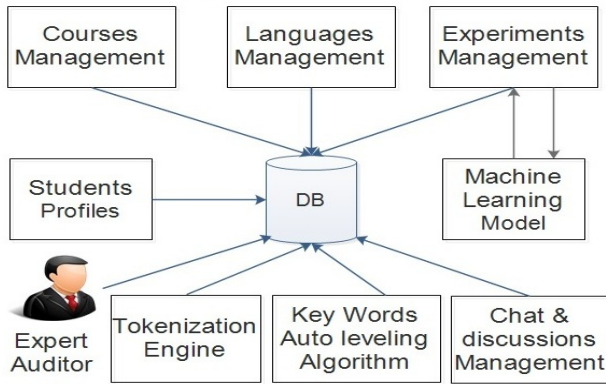 Courses
Management
Languages
Management
Experiments
Management
Students
Profiles
DB
Machine
Learning
Model
Expert
Auditor
Tokenization
Engine
Key Words
Auto leveling
Algorithm
Chat &
discussions
Management